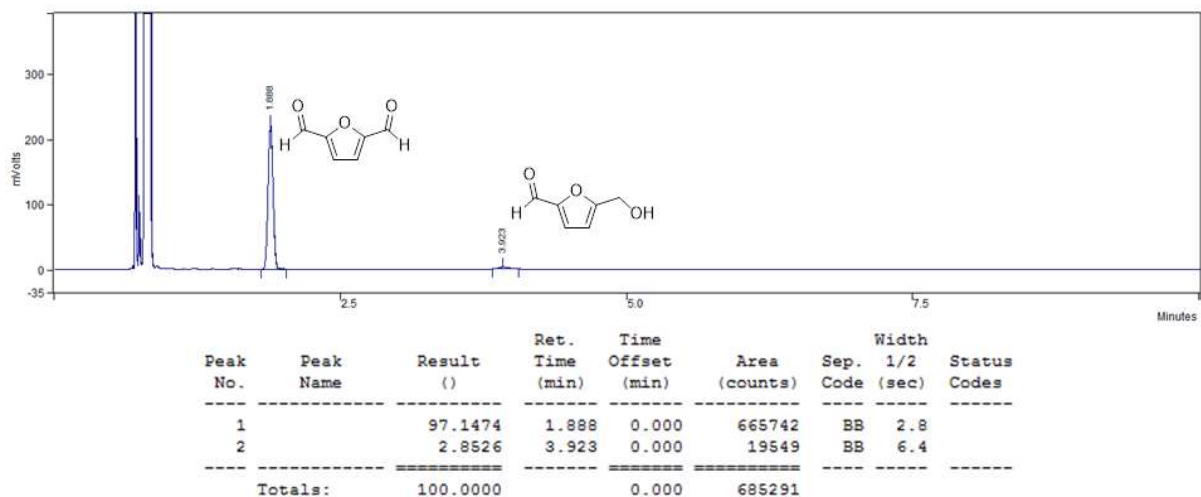 300
200
100
0
-35
mVolts
1.888
O
O
O
H
H
O
O
H
OH
3.923
2.5
5.0
7.5
Minutes
Peak No. Peak Name Result () Ret. Time (min) Time Offset (min) Area (counts) Sep. Code Width 1/2 (sec) Status Codes
1 97.1474 1.888 0.000 665742 BB 2.8
2 2.8526 3.923 0.000 19549 BB 6.4
Totals: 100.0000 0.000 685291